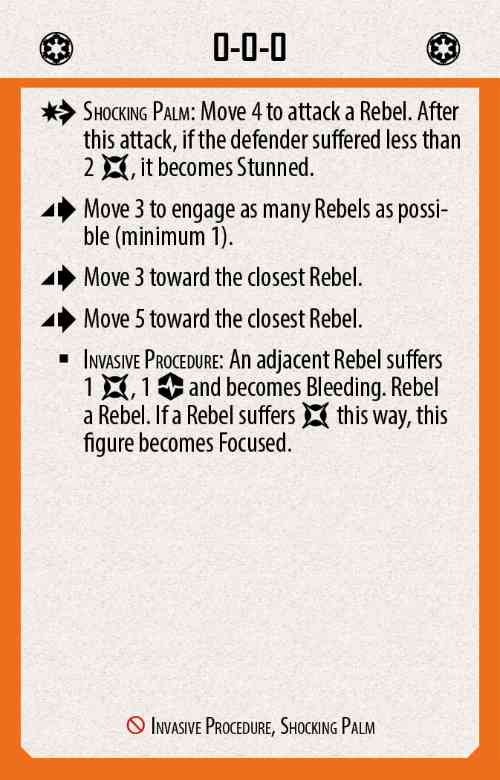 0-0-0
Shocking Palm: Move 4 to attack a Rebel. After
this attack, if the defender suffered less than
2 , it becomes Stunned.
Move 3 to engage as many Rebels as possi-
ble (minimum 1).
Move 3 toward the closest Rebel.
Move 5 toward the closest Rebel.
▪ Invasive Procedure: An adjacent Rebel suffers
1 , 1 and becomes Bleeding. Rebel
a Rebel. If a Rebel suffers this way, this
figure becomes Focused.
Invasive Procedure, Shocking Palm